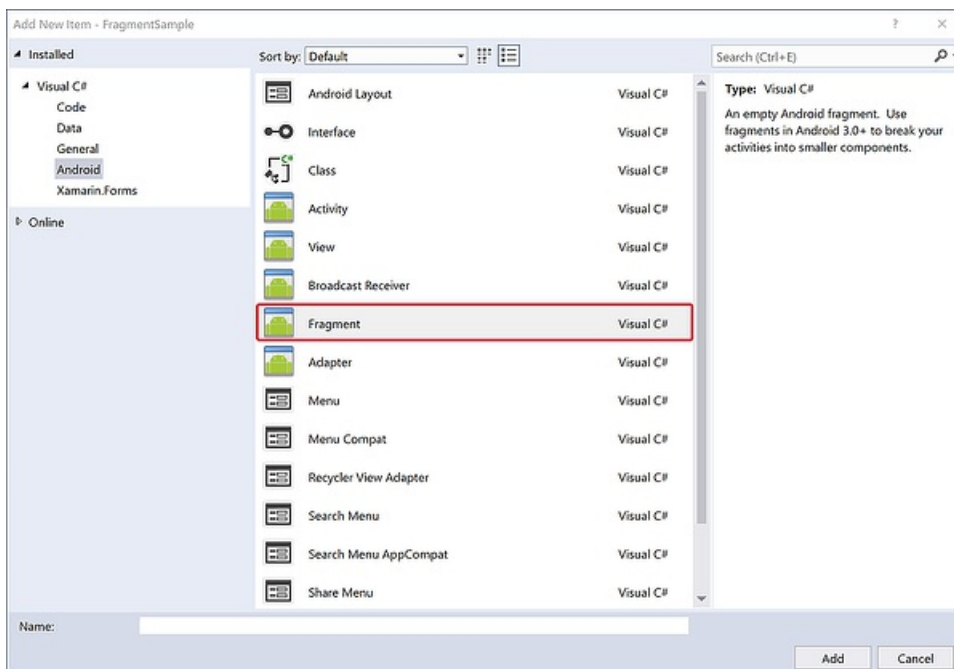 Add New Item - FragmentSample
Installed
Sort by: Default
Search (Ctrl+E)
Visual C#
Code
Data
General
Android
Xamarin.Forms
Online
Android Layout Visual C#
Interface Visual C#
Class Visual C#
Activity Visual C#
View Visual C#
Broadcast Receiver Visual C#
Fragment Visual C#
Adapter Visual C#
Menu Visual C#
Menu Compat Visual C#
Recycler View Adapter Visual C#
Search Menu Visual C#
Search Menu AppCompat Visual C#
Share Menu Visual C#
Type: Visual C#
An empty Android fragment. Use
fragments in Android 3.0+ to break your
activities into smaller components.
Name:
Add Cancel